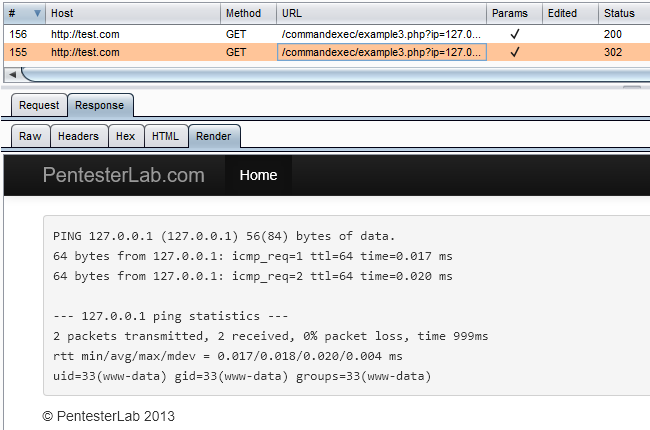 # Host Method URL Params Edited Status
156 http://test.com GET /commandexec/example3.php?ip=127.0... ✓ 200
155 http://test.com GET /commandexec/example3.php?ip=127.0... ✓ 302
Request Response
Raw Headers Hex HTML Render
PentesterLab.com Home
PING 127.0.0.1 (127.0.0.1) 56(84) bytes of data.
64 bytes from 127.0.0.1: icmp_req=1 ttl=64 time=0.017 ms
64 bytes from 127.0.0.1: icmp_req=2 ttl=64 time=0.020 ms
--- 127.0.0.1 ping statistics ---
2 packets transmitted, 2 received, 0% packet loss, time 999ms
rtt min/avg/max/mdev = 0.017/0.018/0.020/0.004 ms
uid=33(www-data) gid=33(www-data) groups=33(www-data)
© PentesterLab 2013